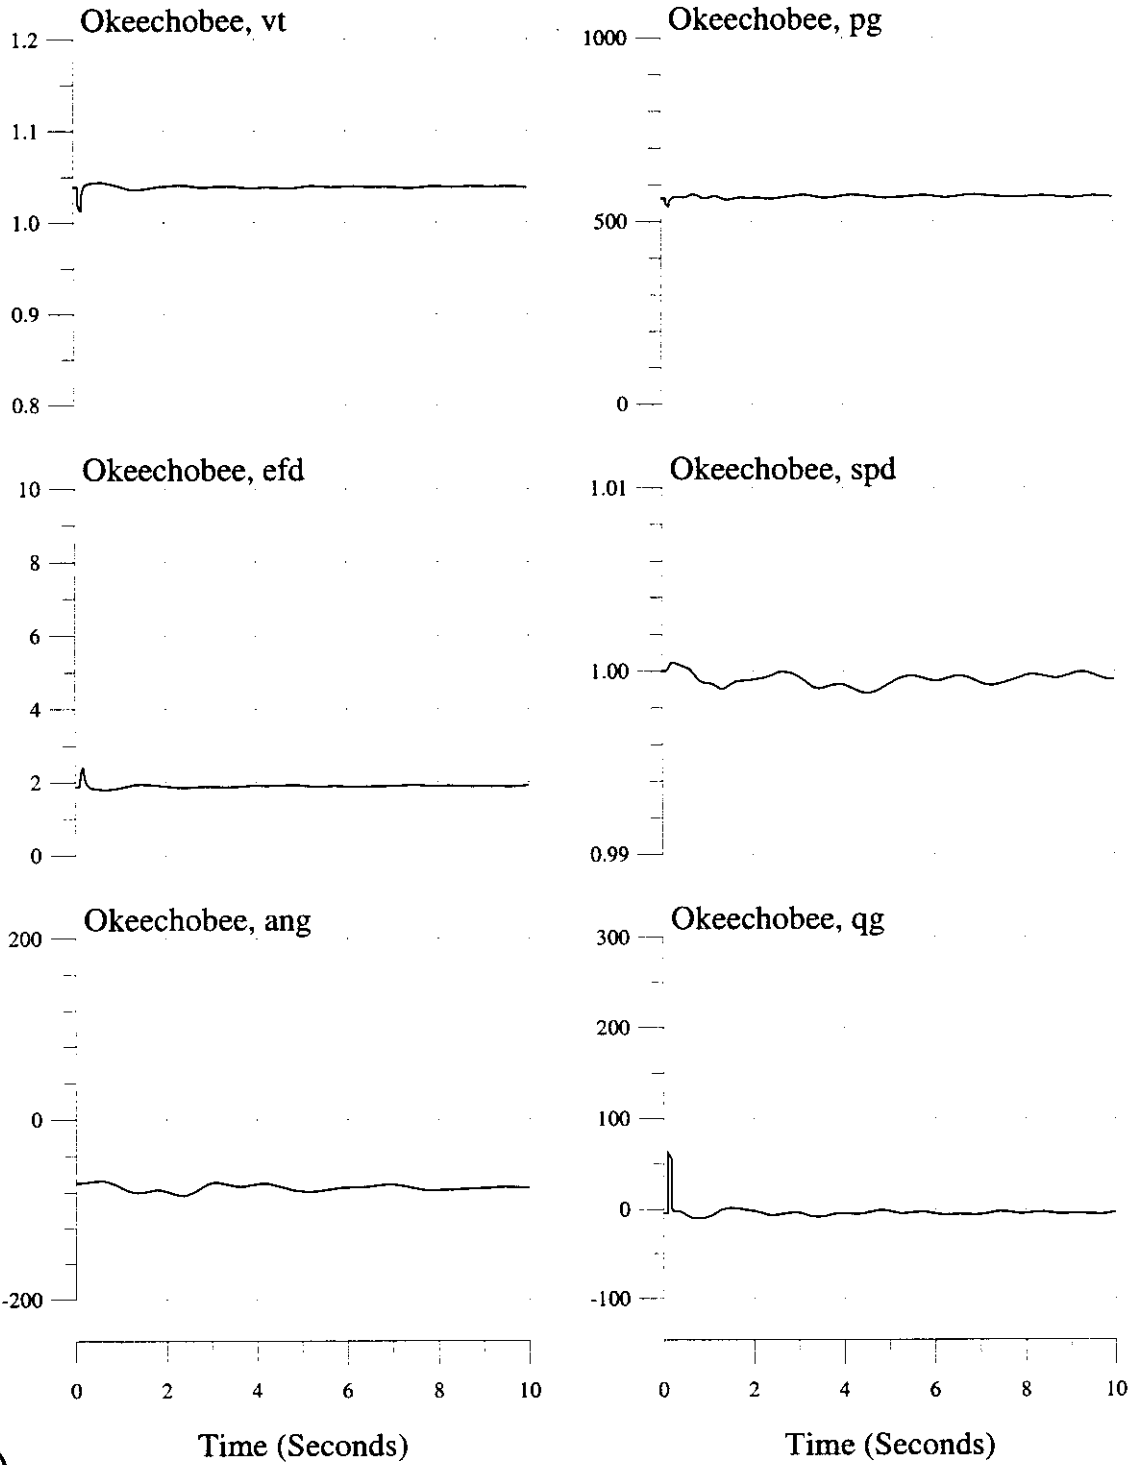 Okeechobee, vt
1.2
1.1
1.0
0.9
0.8
Okeechobee, pg
1000
500
0
Okeechobee, efd
10
8
6
4
2
0
Okeechobee, spd
1.01
1.00
0.99
Okeechobee, ang
200
0
-200
0 2 4 6 8 10
Time (Seconds)
Okeechobee, qg
300
200
100
0
-100
0 2 4 6 8 10
Time (Seconds)